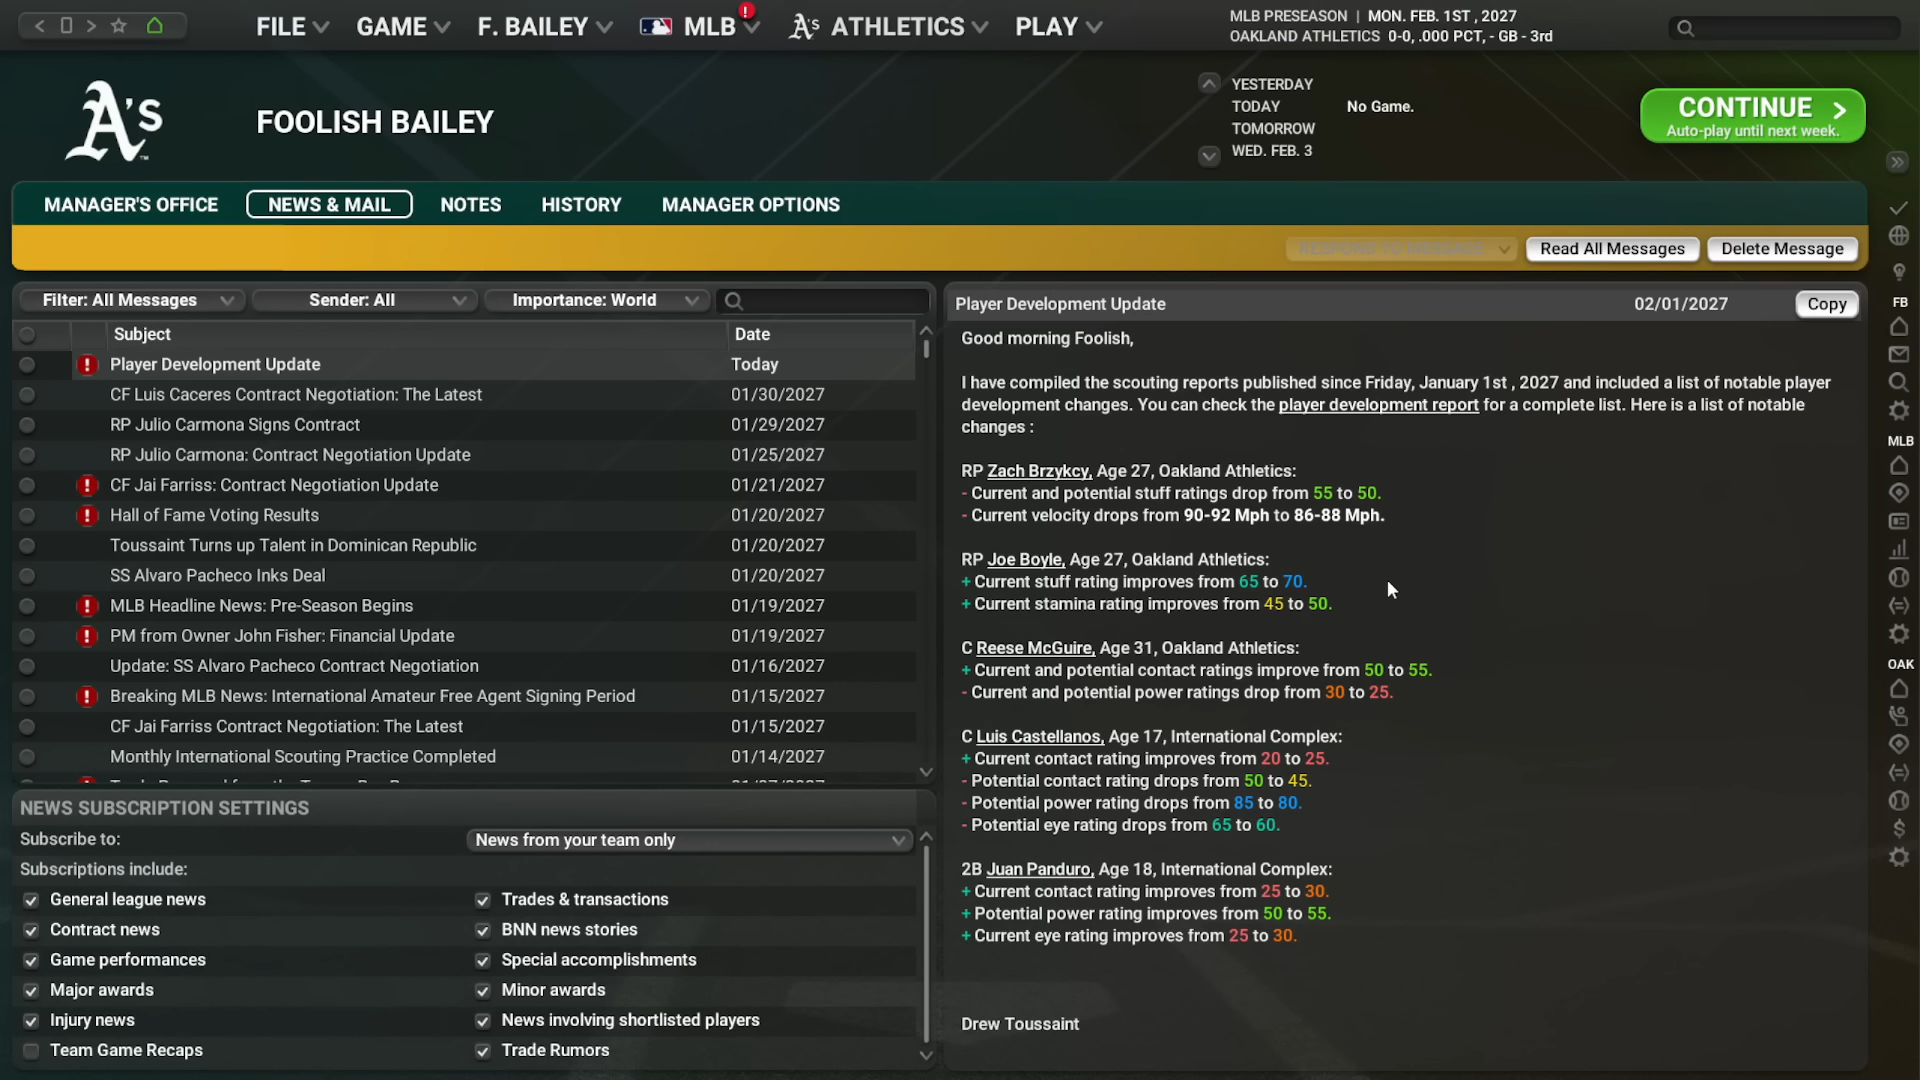 FILE GAME F. BAILEY MLB ! A's ATHLETICS PLAY
MLB PRESEASON | MON. FEB. 1ST , 2027
OAKLAND ATHLETICS 0-0, .000 PCT, - GB - 3rd
A's
FOOLISH BAILEY
YESTERDAY
TODAY No Game.
TOMORROW
WED. FEB. 3
CONTINUE
Auto-play until next week.
MANAGER'S OFFICE NEWS & MAIL NOTES HISTORY MANAGER OPTIONS
RESPOND TO MESSAGE Read All Messages Delete Message
Filter: All Messages Sender: All Importance: World
Subject Date
! Player Development Update Today
CF Luis Caceres Contract Negotiation: The Latest 01/30/2027
RP Julio Carmona Signs Contract 01/29/2027
RP Julio Carmona: Contract Negotiation Update 01/25/2027
! CF Jai Farriss: Contract Negotiation Update 01/21/2027
! Hall of Fame Voting Results 01/20/2027
Toussaint Turns up Talent in Dominican Republic 01/20/2027
SS Alvaro Pacheco Inks Deal 01/20/2027
! MLB Headline News: Pre-Season Begins 01/19/2027
! PM from Owner John Fisher: Financial Update 01/19/2027
Update: SS Alvaro Pacheco Contract Negotiation 01/16/2027
! Breaking MLB News: International Amateur Free Agent Signing Period 01/15/2027
CF Jai Farriss Contract Negotiation: The Latest 01/15/2027
Monthly International Scouting Practice Completed 01/14/2027
NEWS SUBSCRIPTION SETTINGS
Subscribe to: News from your team only
Subscriptions include:
General league news Trades & transactions
Contract news BNN news stories
Game performances Special accomplishments
Major awards Minor awards
Injury news News involving shortlisted players
Team Game Recaps Trade Rumors
Player Development Update 02/01/2027 Copy
Good morning Foolish,
I have compiled the scouting reports published since Friday, January 1st , 2027 and included a list of notable player
development changes. You can check the player development report for a complete list. Here is a list of notable
changes :
RP Zach Brzykcy, Age 27, Oakland Athletics:
- Current and potential stuff ratings drop from 55 to 50.
- Current velocity drops from 90-92 Mph to 86-88 Mph.
RP Joe Boyle, Age 27, Oakland Athletics:
+ Current stuff rating improves from 65 to 70.
+ Current stamina rating improves from 45 to 50.
C Reese McGuire, Age 31, Oakland Athletics:
+ Current and potential contact ratings improve from 50 to 55.
- Current and potential power ratings drop from 30 to 25.
C Luis Castellanos, Age 17, International Complex:
+ Current contact rating improves from 20 to 25.
- Potential contact rating drops from 50 to 45.
- Potential power rating drops from 85 to 80.
- Potential eye rating drops from 65 to 60.
2B Juan Panduro, Age 18, International Complex:
+ Current contact rating improves from 25 to 30.
+ Potential power rating improves from 50 to 55.
+ Current eye rating improves from 25 to 30.
Drew Toussaint
FB
MLB
OAK